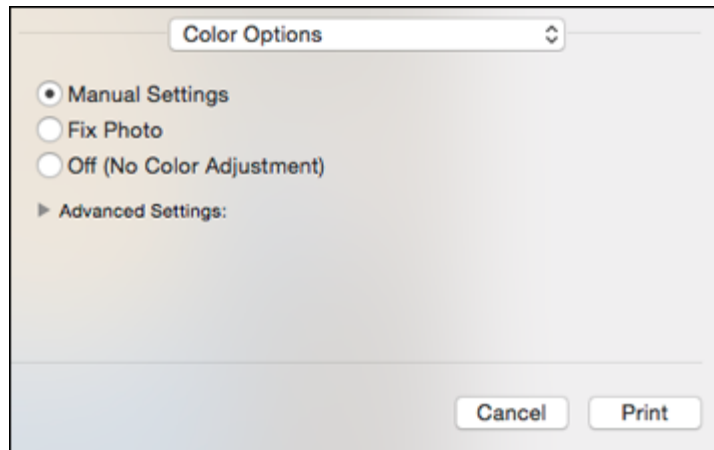 Color Options
Manual Settings
Fix Photo
Off (No Color Adjustment)
Advanced Settings:
Cancel Print